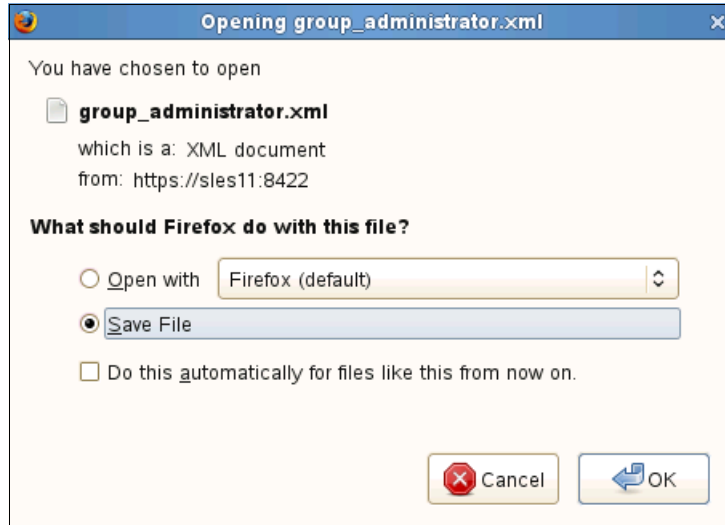 Opening group_administrator.xml
You have chosen to open
group_administrator.xml
which is a: XML document
from: https://sles11:8422
What should Firefox do with this file?
Open with Firefox (default)
Save File
Do this automatically for files like this from now on.
Cancel OK